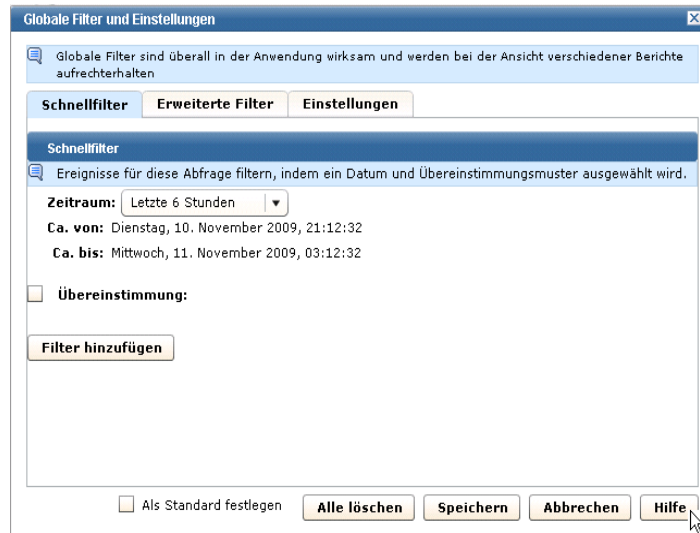 Globale Filter und Einstellungen
Globale Filter sind überall in der Anwendung wirksam und werden bei der Ansicht verschiedener Berichte
aufrechterhalten
Schnellfilter Erweiterte Filter Einstellungen
Schnellfilter
Ereignisse für diese Abfrage filtern, indem ein Datum und Übereinstimmungsmuster ausgewählt wird.
Zeitraum: Letzte 6 Stunden
Ca. von: Dienstag, 10. November 2009, 21:12:32
Ca. bis: Mittwoch, 11. November 2009, 03:12:32
Übereinstimmung:
Filter hinzufügen
Als Standard festlegen Alle löschen Speichern Abbrechen Hilfe